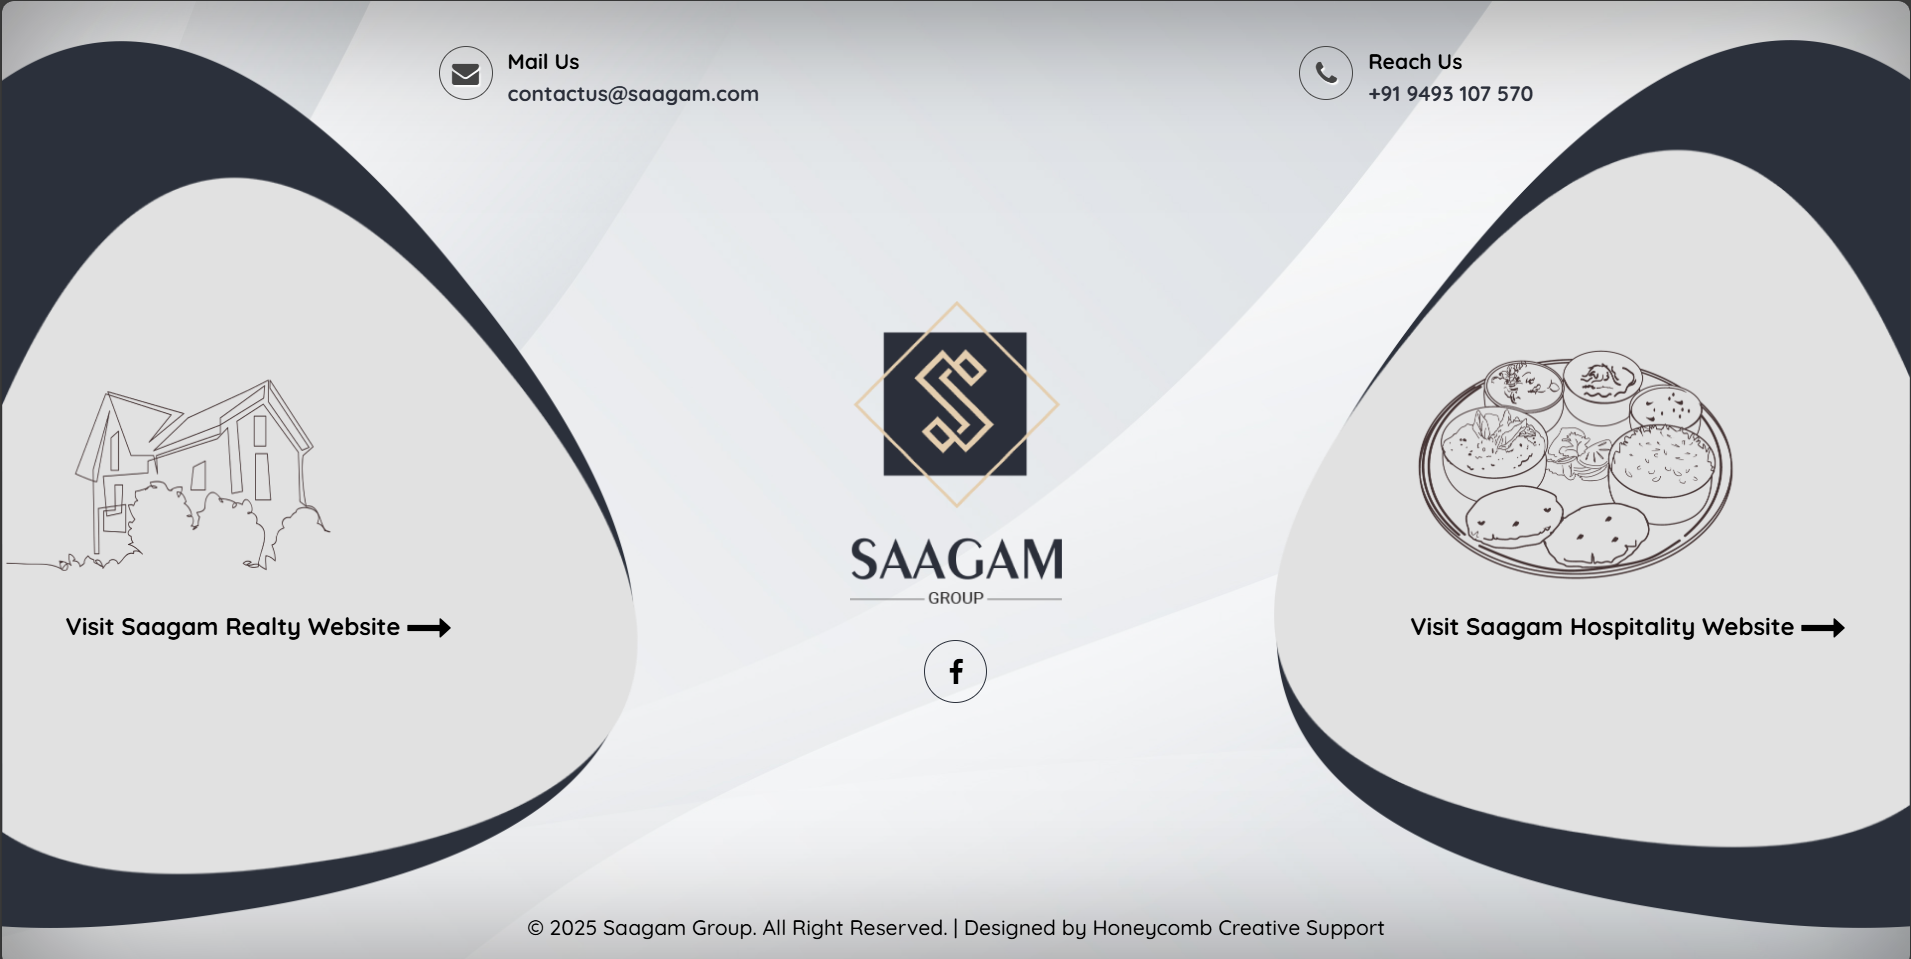 Mail Us
contactus@saagam.com
Reach Us
+91 9493 107 570
SAAGAM
GROUP
Visit Saagam Realty Website
Visit Saagam Hospitality Website
© 2025 Saagam Group. All Right Reserved. | Designed by Honeycomb Creative Support